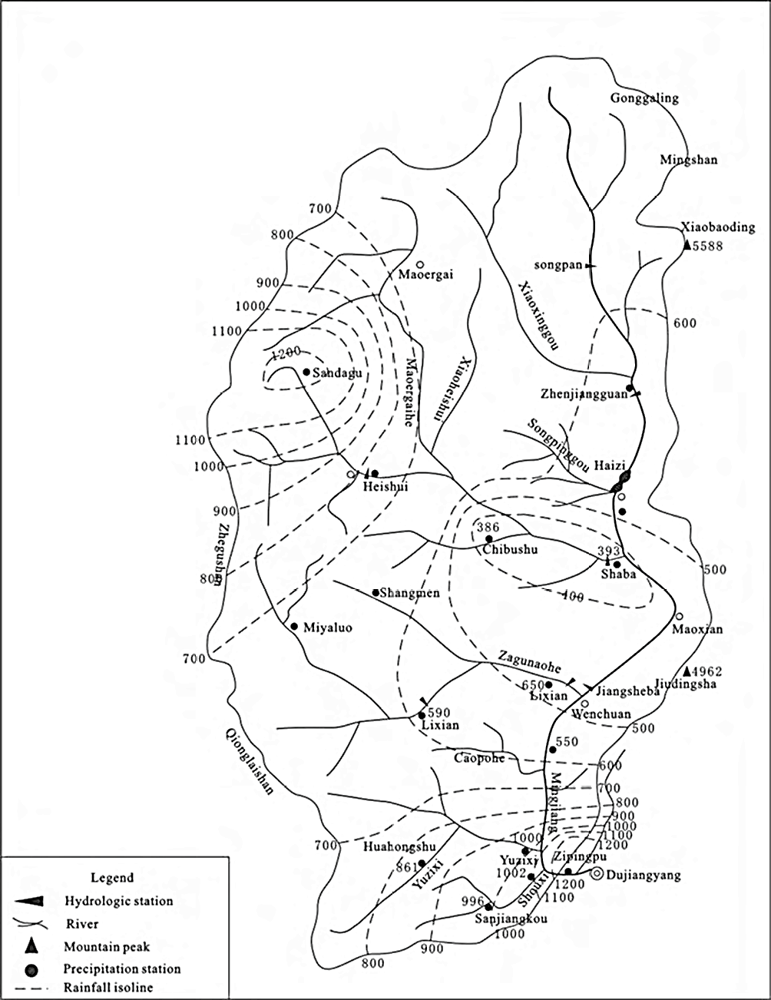 Gonggaling
Mingshan
700
Xiaobaoding
800
5588
songpan
Maoergai
900
Xiaoxinggou
1000
600
1100
1200
Sandagu
Maoergaihe
Xiaoheishui
Zhenjiangguan
Songpinggou
1100
Haizi
1000
Heishui
900
386
Zhegushan
Chibushu
393
500
800
Shaba
Shangmen
400
Miyaluo
Maoxian
700
Zagunaohe
4962
Jiudingsha
650
Lixian
Jiangsheba
590
Wenchuan
Lixian
500
Qionglaishan
550
Caopohe
600
Minjiang
700
800
900
1000
1100
1000
1200
700
Huahongshu
Zipingpu
861
Yuzixi
Yuzixi
1002
Dujiangyang
Shouxi
1200
1100
996
Sanjiangkou
1000
900
800
Legend
Hydrologic station
River
Mountain peak
Precipitation station
Rainfall isoline